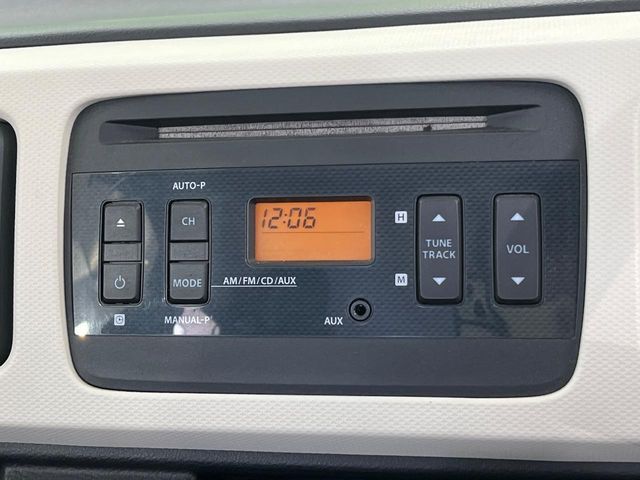 AUTO-P
CH
12:06
H
TUNE
TRACK
VOL
MODE
AM/FM/CD/AUX
M
MANUAL-P
AUX